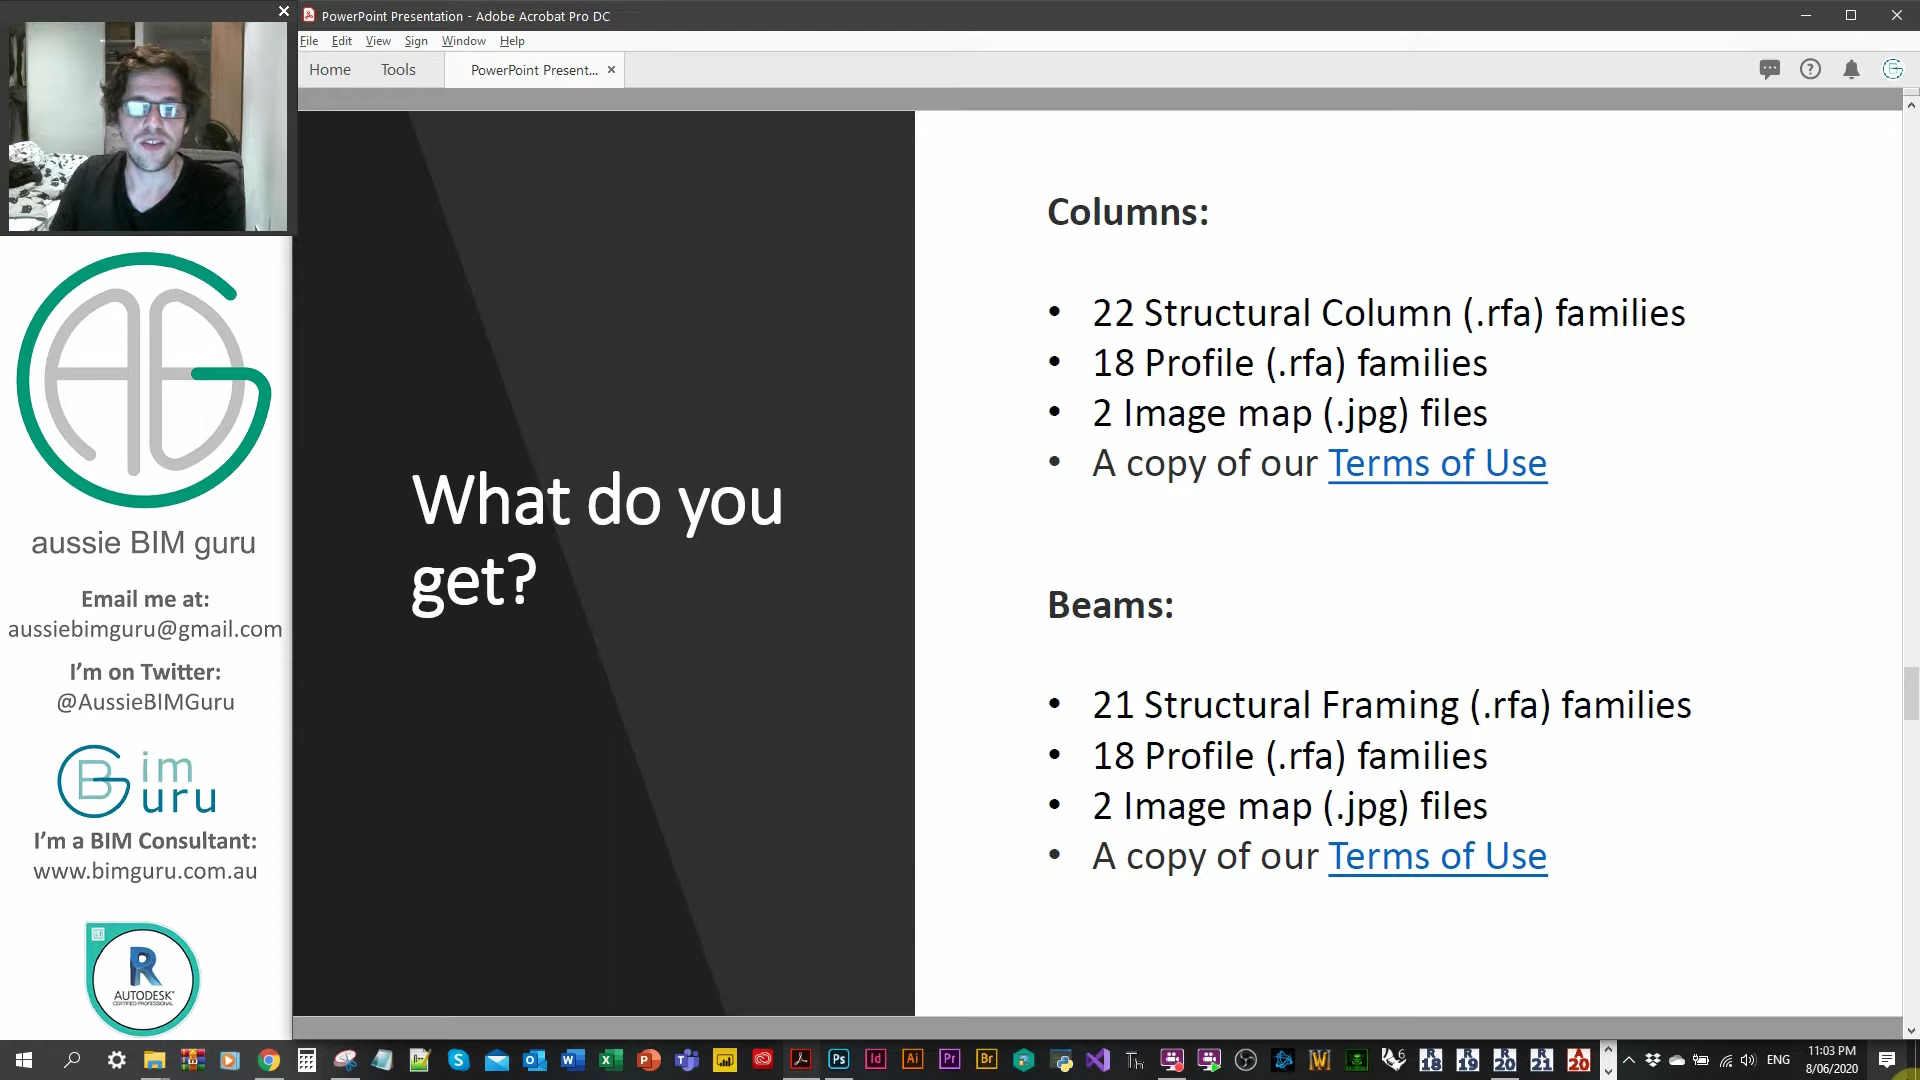 PowerPoint Presentation - Adobe Acrobat Pro DC
File Edit View Sign Window Help
Home Tools PowerPoint Present...
What do you
get?
Columns:
• 22 Structural Column (.rfa) families
• 18 Profile (.rfa) families
• 2 Image map (.jpg) files
• A copy of our Terms of Use
Beams:
• 21 Structural Framing (.rfa) families
• 18 Profile (.rfa) families
• 2 Image map (.jpg) files
• A copy of our Terms of Use
aussie BIM guru
Email me at:
aussiebimguru@gmail.com
I'm on Twitter:
@AussieBIMGuru
BG im
uru
I'm a BIM Consultant:
www.bimguru.com.au
R
AUTODESK
CERTIFIED PROFESSIONAL
ENG
11:03 PM
8/06/2020